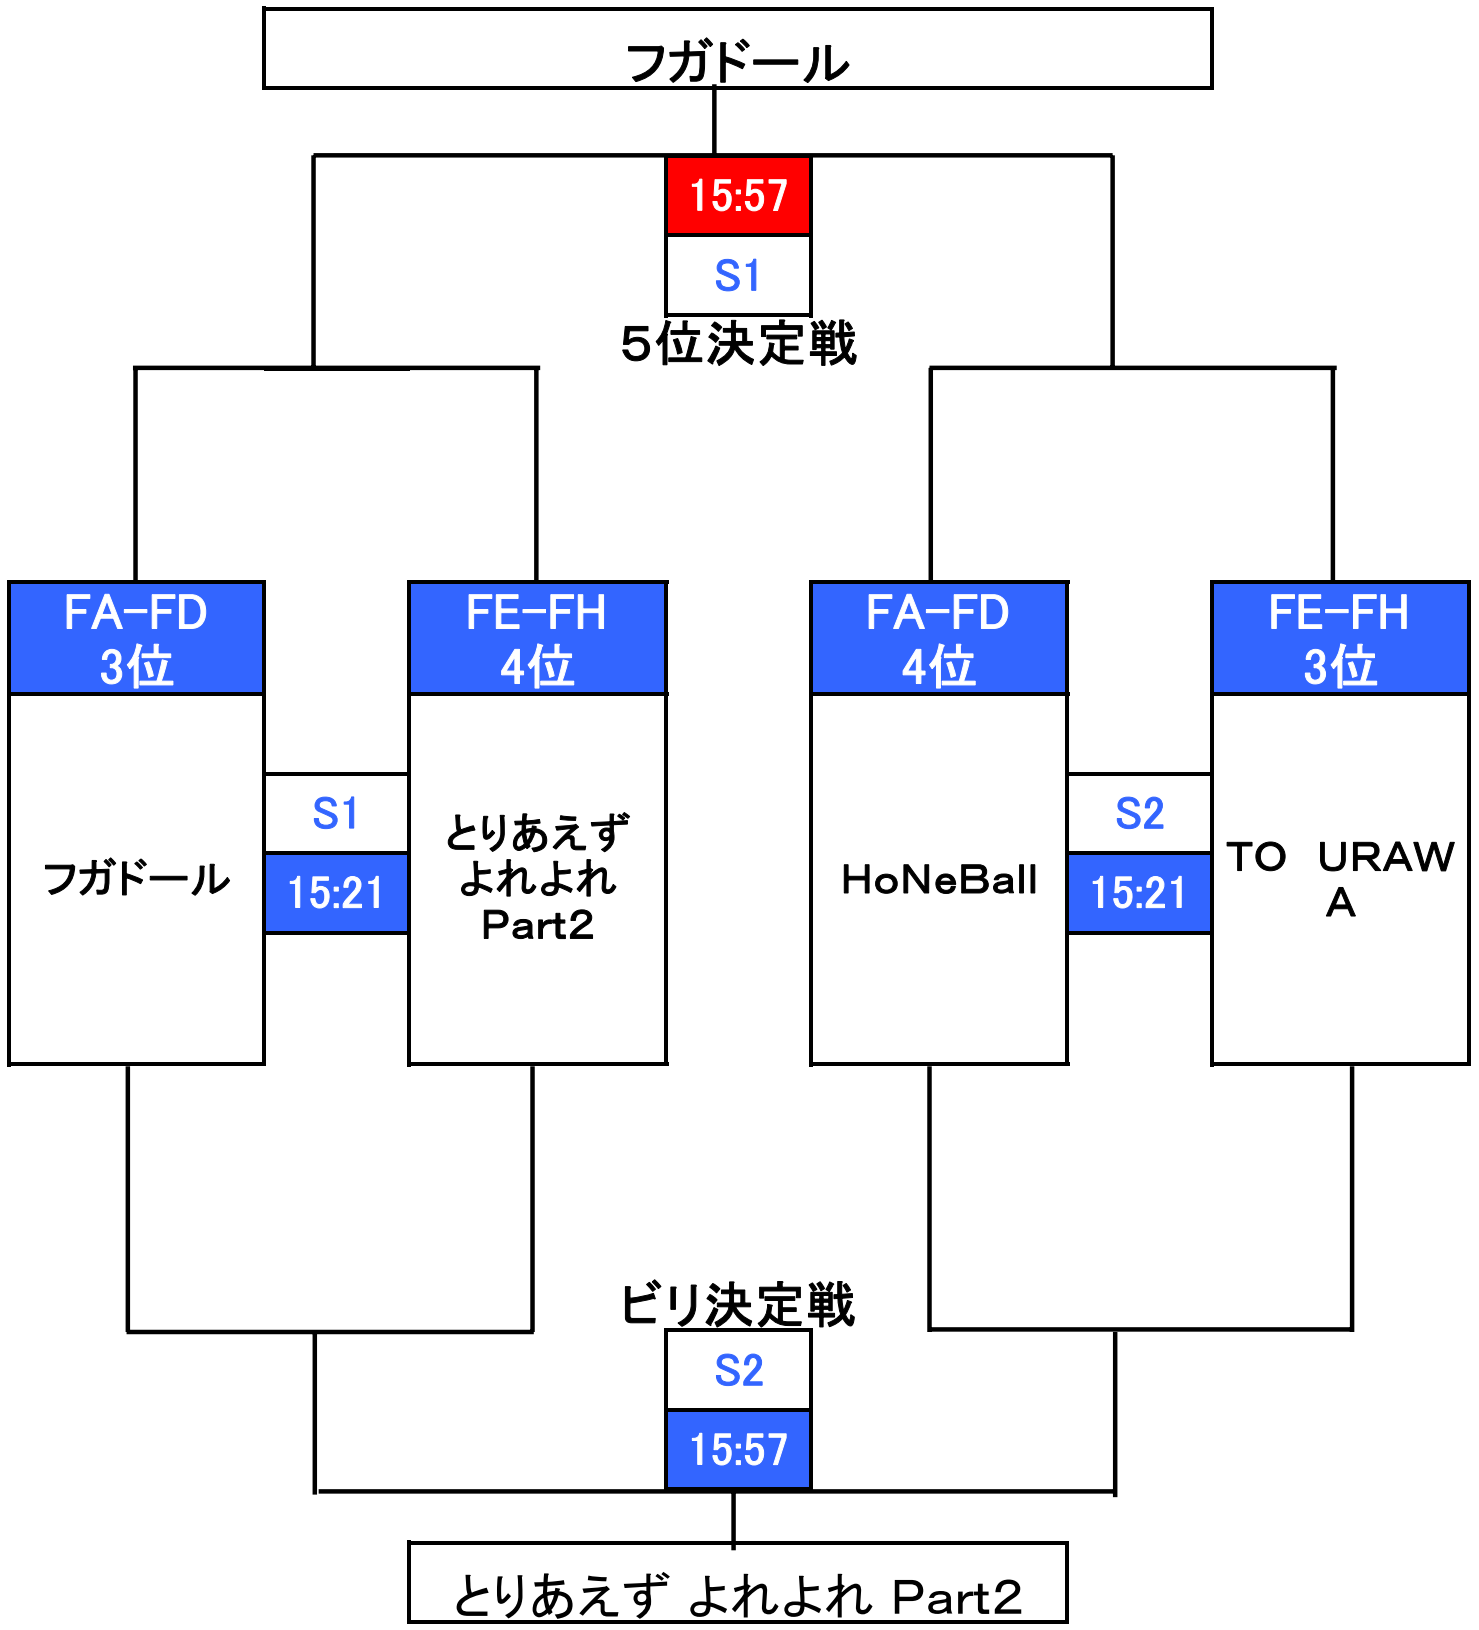 フガドール
15:57
S1
5位決定戦
FA-FD
3位
FE-FH
4位
FA-FD
4位
FE-FH
3位
フガドール
S1
15:21
とりあえず
よれよれ
Part2
HoNeBall
S2
15:21
TO　URAW
A
ビリ決定戦
S2
15:57
とりあえず よれよれ Part2